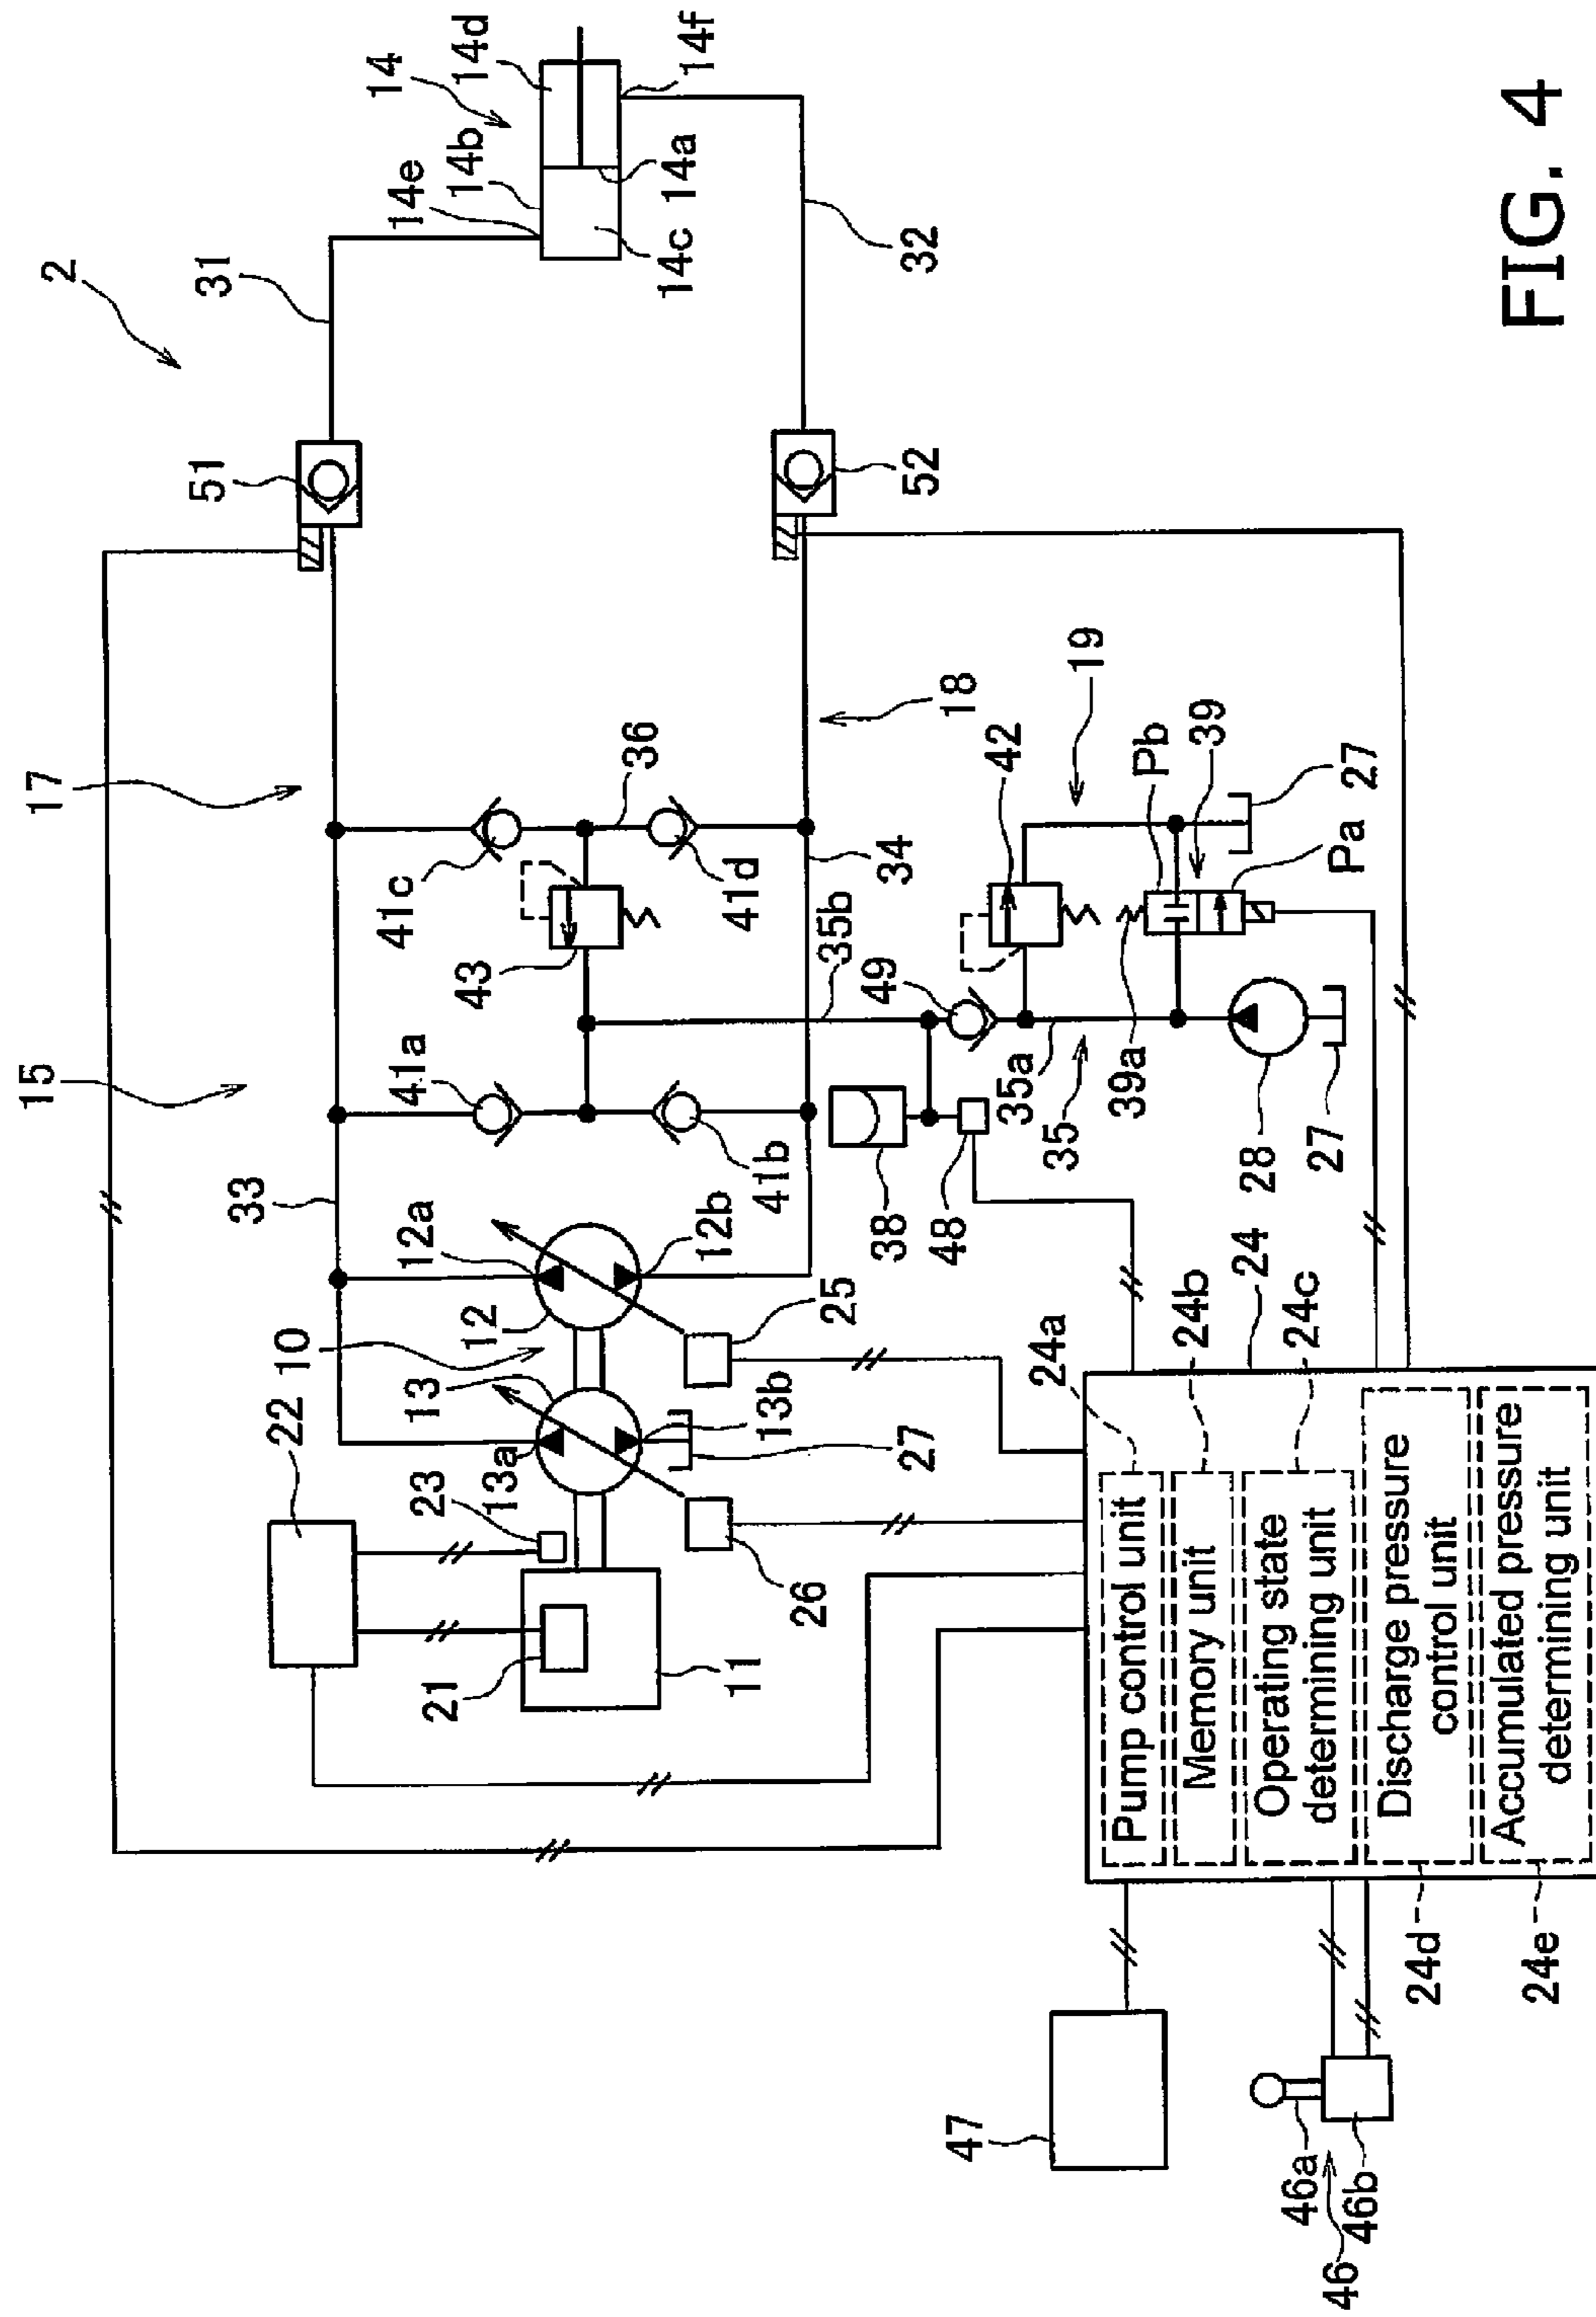 2
17
15
51
31
14
14d
14e
14b
14f
14a
14c
32
52
33
41a
41c
36
43
41d
41b
34
18
35b
49
42
19
Pb
39
27
Pa
39a
35a
35
28
27
38
48
22
23
13a
13
10
12
12a
12b
25
13b
27
26
21
11
24
24a
24b
24c
Pump control unit
Memory unit
Operating state
determining unit
Discharge pressure
control unit
Accumulated pressure
determining unit
24d
24e
47
46a
46b
46
FIG. 4